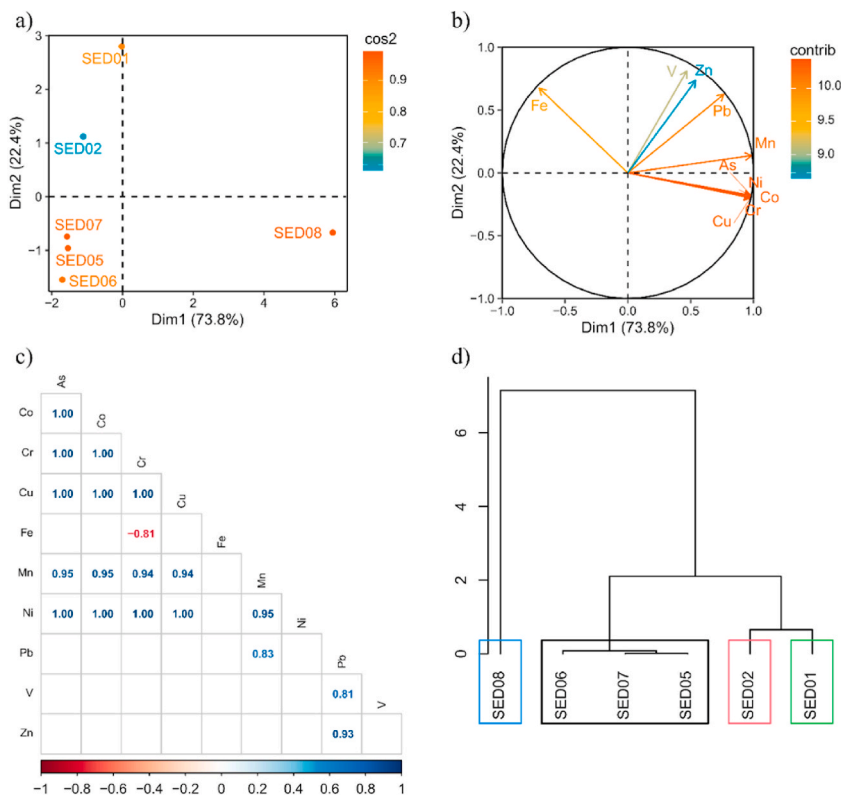 a)
3
2
1
0
−1
Dim2 (22.4%)
−2
0
2
4
6
Dim1 (73.8%)
SED01
SED02
SED07
SED05
SED06
SED08
cos2
0.9
0.8
0.7
b)
1.0
0.5
0.0
−0.5
−1.0
Dim2 (22.4%)
−1.0
−0.5
0.0
0.5
1.0
Dim1 (73.8%)
Fe
V
Zn
Pb
Mn
As
Ni
Co
Cr
Cu
contrib
10.0
9.5
9.0
c)
As
Co 1.00 Co
Cr 1.00 1.00 Cr
Cu 1.00 1.00 1.00 Cu
Fe −0.81 Fe
Mn 0.95 0.95 0.94 0.94 Mn
Ni 1.00 1.00 1.00 1.00 0.95 Ni
Pb 0.83 Pb
V 0.81 V
Zn 0.93
−1 −0.8 −0.6 −0.4 −0.2 0 0.2 0.4 0.6 0.8 1
d)
6
4
2
0
SED08
SED06
SED07
SED05
SED02
SED01